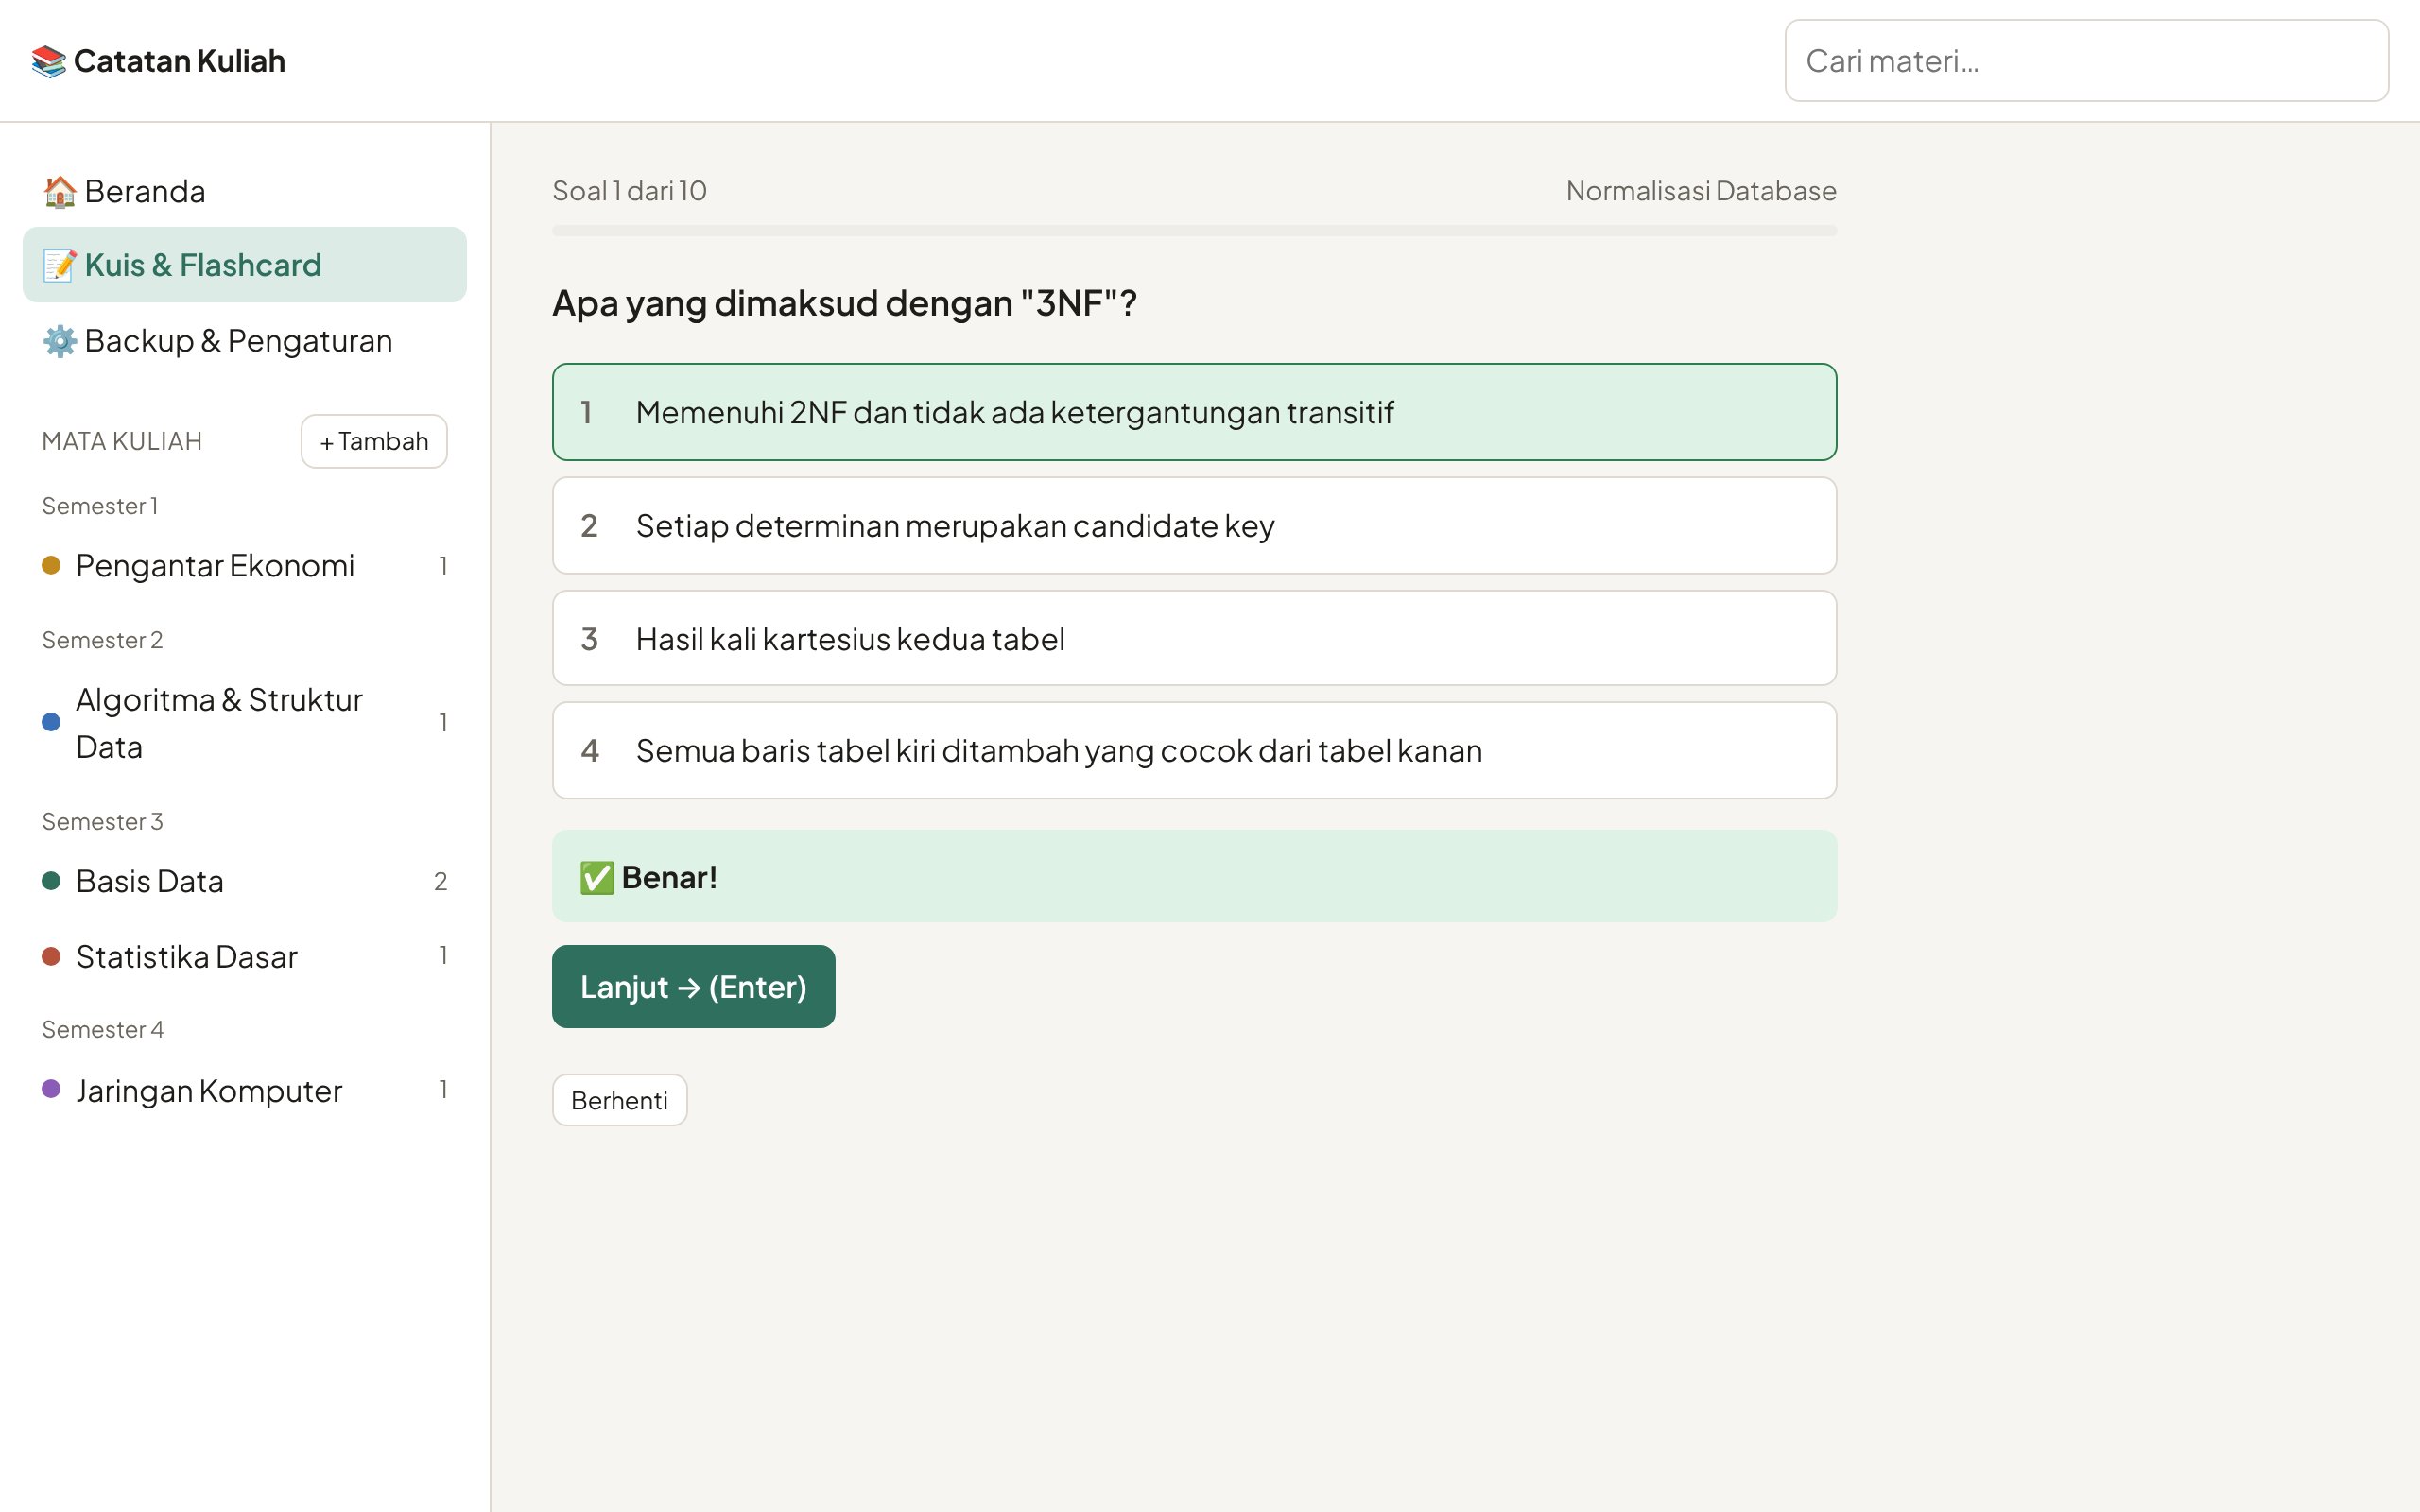 📚 Catatan Kuliah
Cari materi...
🏠 Beranda
📝 Kuis & Flashcard
⚙️ Backup & Pengaturan
MATA KULIAH
+ Tambah
Semester 1
Pengantar Ekonomi 1
Semester 2
Algoritma & Struktur
Data
1
Semester 3
Basis Data 2
Statistika Dasar 1
Semester 4
Jaringan Komputer 1
Soal 1 dari 10
Normalisasi Database
Apa yang dimaksud dengan "3NF"?
1 Memenuhi 2NF dan tidak ada ketergantungan transitif
2 Setiap determinan merupakan candidate key
3 Hasil kali kartesius kedua tabel
4 Semua baris tabel kiri ditambah yang cocok dari tabel kanan
✅ Benar!
Lanjut → (Enter)
Berhenti